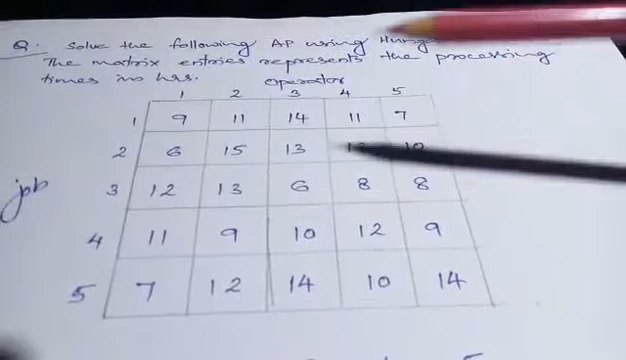 Q. Solve the following AP using Hung
The matrix entries represents the processing
times in hrs.
Operator
1 2 3 4 5
1 9 11 14 11 7
2 6 15 13
3 12 13 6 8 8
job
4 11 9 10 12 9
5 7 12 14 10 14